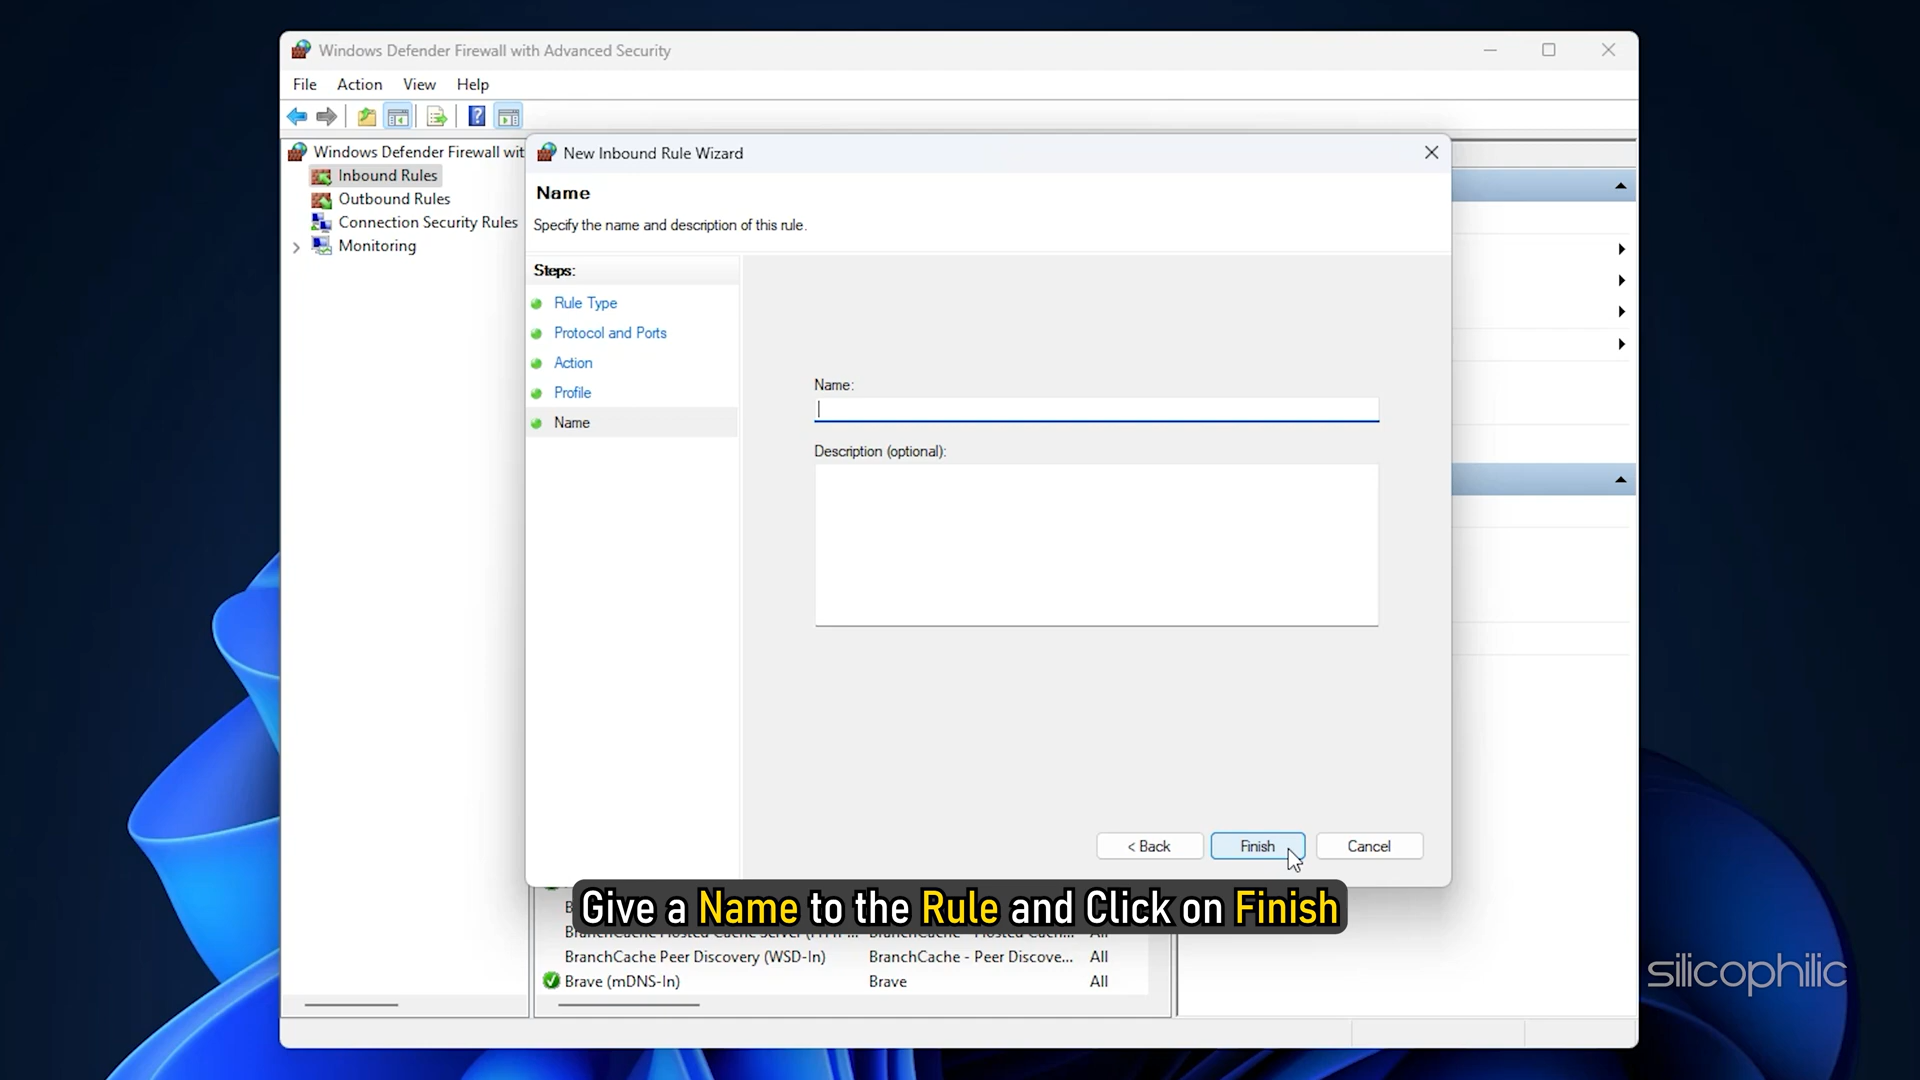 Windows Defender Firewall with Advanced Security
File Action View Help
Windows Defender Firewall wit
Inbound Rules
Outbound Rules
Connection Security Rules
Monitoring
New Inbound Rule Wizard
Name
Specify the name and description of this rule.
Steps:
Rule Type
Protocol and Ports
Action
Profile
Name
Name:
Description (optional):
< Back Finish Cancel
Give a Name to the Rule and Click on Finish
BranchCache Peer Discovery (WSD-In) BranchCache - Peer Discove... All
Brave (mDNS-In) Brave All
silicophilic